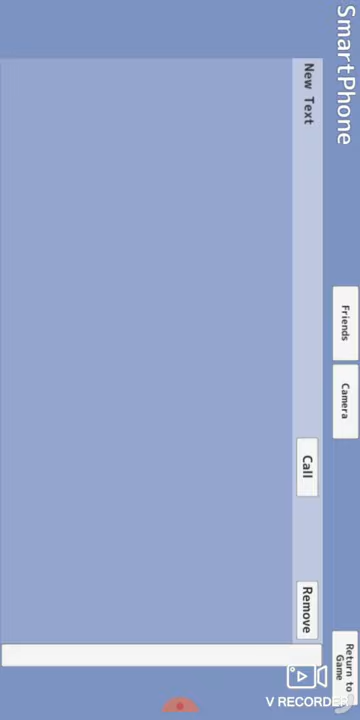 SmartPhone
Friends
Camera
Return to
Game
New Text
Call
Remove
V RECORDER